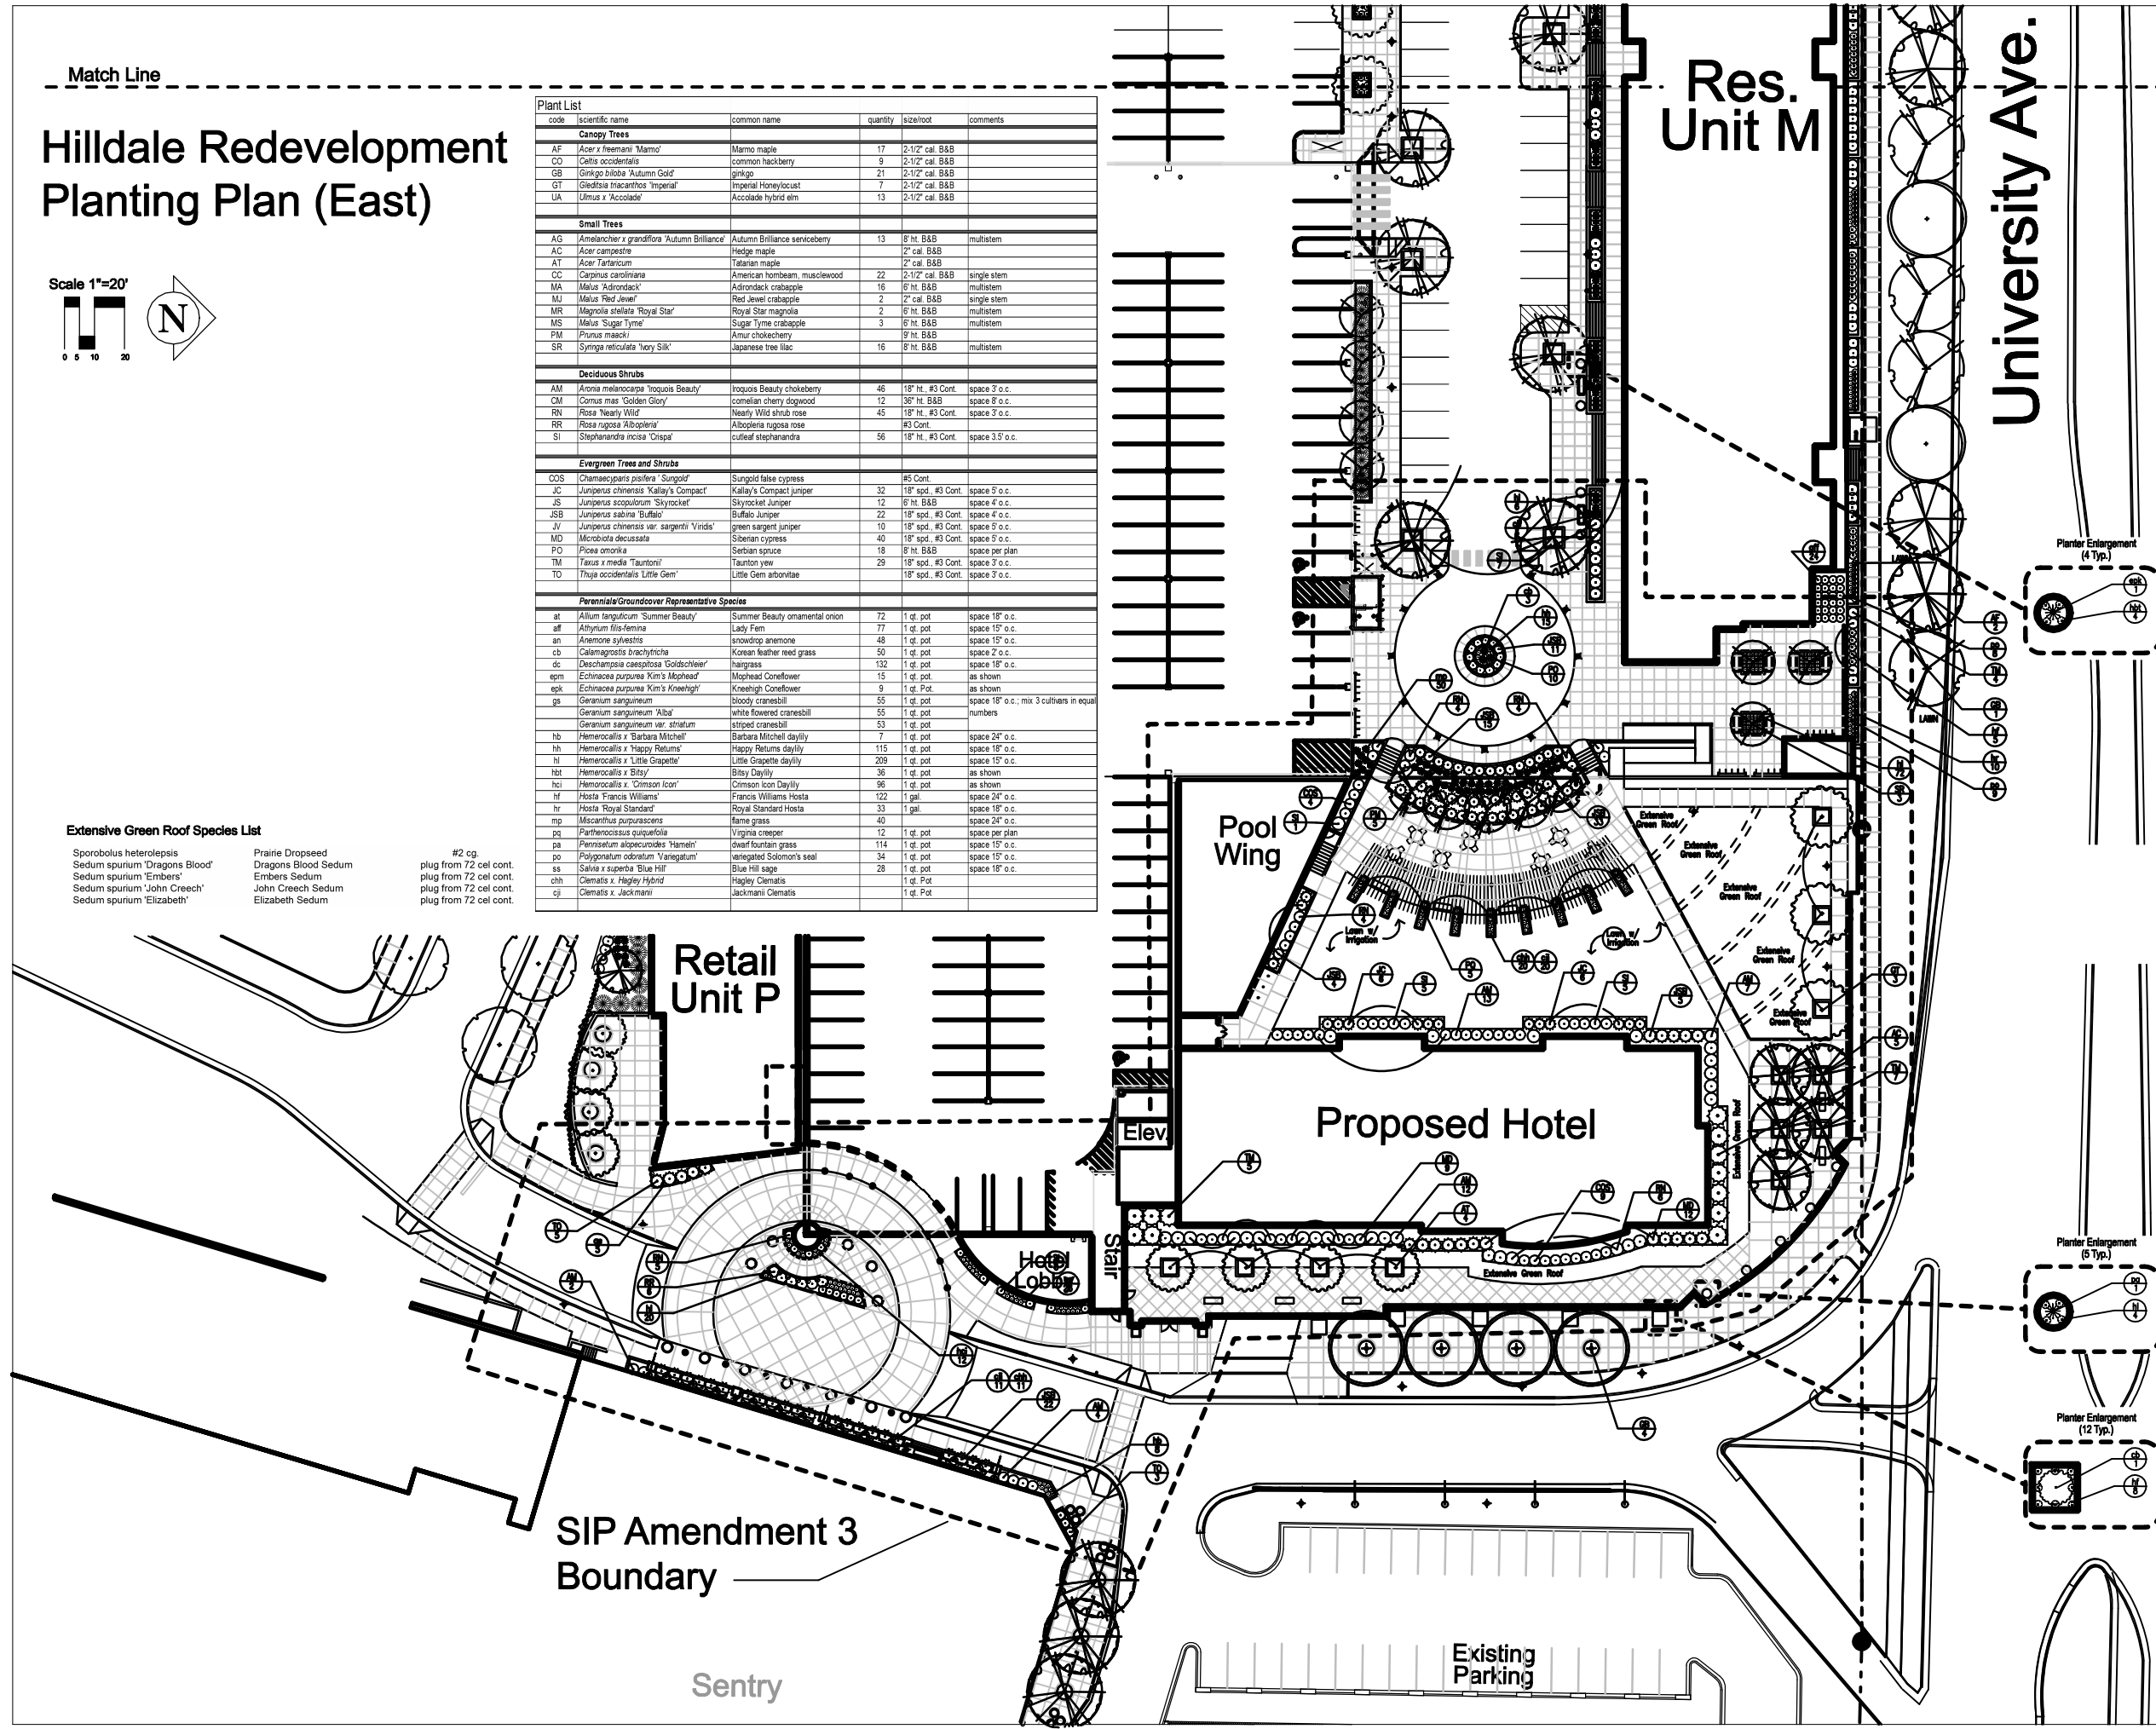 Match Line
Hilldale Redevelopment
Planting Plan (East)
Scale 1"=20'
0 5 10 20
N
Plant List
code scientific name common name quantity size/root comments
Canopy Trees
AF Acer x freemanii 'Marmo' Marmo maple 17 2-1/2" cal. B&B
CO Celtis occidentalis common hackberry 9 2-1/2" cal. B&B
GB Ginkgo biloba 'Autumn Gold' ginkgo 21 2-1/2" cal. B&B
GT Gleditsia triacanthos 'Imperial' Imperial Honeylocust 7 2-1/2" cal. B&B
UA Ulmus x 'Accolade' Accolade hybrid elm 13 2-1/2" cal. B&B
Small Trees
AG Amelanchier x grandiflora 'Autumn Brilliance' Autumn Brilliance serviceberry 13 8' ht. B&B multistem
AC Acer campestre Hedge maple 2" cal. B&B
AT Acer Tartaricum Tatarian maple 2" cal. B&B
CC Carpinus caroliniana American hornbeam, musclewood 22 2-1/2" cal. B&B single stem
MA Malus 'Adirondack' Adirondack crabapple 16 6' ht. B&B multistem
MJ Malus 'Red Jewel' Red Jewel crabapple 2 2" cal. B&B single stem
MR Magnolia stellata 'Royal Star' Royal Star magnolia 2 6' ht. B&B multistem
MS Malus 'Sugar Tyme' Sugar Tyme crabapple 3 6' ht. B&B multistem
PM Prunus maacki Amur chokecherry 9' ht. B&B
SR Syringa reticulata 'Ivory Silk' Japanese tree lilac 16 8' ht. B&B multistem
Deciduous Shrubs
AM Aronia melanocarpa 'Iroquois Beauty' Iroquois Beauty chokeberry 46 18" ht., #3 Cont. space 3' o.c.
CM Cornus mas 'Golden Glory' cornelian cherry dogwood 12 36" ht. B&B space 8' o.c.
RN Rosa 'Nearly Wild' Nearly Wild shrub rose 45 18" ht., #3 Cont. space 3' o.c.
RR Rosa rugosa 'Albopleria' Albopleria rugosa rose #3 Cont.
SI Stephanandra incisa 'Crispa' cutleaf stephanandra 56 18" ht., #3 Cont. space 3.5' o.c.
Evergreen Trees and Shrubs
COS Chamaecyparis pisifera ' Sungold' Sungold false cypress #5 Cont.
JC Juniperus chinensis 'Kallay's Compact' Kallay's Compact juniper 32 18" spd., #3 Cont. space 5' o.c.
JS Juniperus scopulorum 'Skyrocket' Skyrocket Juniper 12 6' ht. B&B space 4' o.c.
JSB Juniperus sabina 'Buffalo' Buffalo Juniper 22 18" spd., #3 Cont. space 4' o.c.
JV Juniperus chinensis var. sargentii 'Viridis' green sargent juniper 10 18" spd., #3 Cont. space 5' o.c.
MD Microbiota decussata Siberian cypress 40 18" spd., #3 Cont. space 5' o.c.
PO Picea omorika Serbian spruce 18 8' ht. B&B space per plan
TM Taxus x media 'Tauntonii' Taunton yew 29 18" spd., #3 Cont. space 3' o.c.
TO Thuja occidentalis 'Little Gem' Little Gem arborvitae 18" spd., #3 Cont. space 3' o.c.
Perennials/Groundcover Representative Species
at Allium tanguticum 'Summer Beauty' Summer Beauty ornamental onion 72 1 qt. pot space 18" o.c.
aff Athyrium filis-femina Lady Fern 77 1 qt. pot space 15" o.c.
an Anemone sylvestris snowdrop anemone 48 1 qt. pot space 15" o.c.
cb Calamagrostis brachytricha Korean feather reed grass 50 1 qt. pot space 2' o.c.
dc Deschampsia caespitosa 'Goldschleier' hairgrass 132 1 qt. pot space 18" o.c.
epm Echinacea purpurea 'Kim's Mophead' Mophead Coneflower 15 1 qt. pot. as shown
epk Echinacea purpurea 'Kim's Kneehigh' Kneehigh Coneflower 9 1 qt. Pot. as shown
gs Geranium sanguineum bloody cranesbill 55 1 qt. pot space 18" o.c.; mix 3 cultivars in equal
Geranium sanguineum 'Alba' white flowered cranesbill 55 1 qt. pot numbers
Geranium sanguineum var. striatum striped cranesbill 53 1 qt. pot
hb Hemerocallis x 'Barbara Mitchell' Barbara Mitchell daylily 7 1 qt. pot space 24" o.c.
hh Hemerocallis x 'Happy Returns' Happy Returns daylily 115 1 qt. pot space 18" o.c.
hl Hemerocallis x 'Little Grapette' Little Grapette daylily 209 1 qt. pot space 15" o.c.
hbt Hemerocallis x 'Bitsy' Bitsy Daylily 36 1 qt. pot as shown
hci Hemerocallis x. 'Crimson Icon' Crimson Icon Daylily 96 1 qt. pot as shown
hf Hosta 'Francis Williams' Francis Williams Hosta 122 1 gal. space 24" o.c.
hr Hosta 'Royal Standard' Royal Standard Hosta 33 1 gal. space 18" o.c.
mp Miscanthus purpurascens flame grass 40 space 24" o.c.
pq Parthenocissus quiquefolia Virginia creeper 12 1 qt. pot space per plan
pa Pennisetum alopecuroides 'Hameln' dwarf fountain grass 114 1 qt. pot space 15" o.c.
po Polygonatum odoratum 'Variegatum' variegated Solomon's seal 34 1 qt. pot space 15" o.c.
ss Salvia x superba 'Blue Hill' Blue Hill sage 28 1 qt. pot space 18" o.c.
chh Clematis x. Hagley Hybrid Hagley Clematis 1 qt. Pot
cji Clematis x. Jackmanii Jackmanii Clematis 1 qt. Pot
Extensive Green Roof Species List
Sporobolus heterolepsis Prairie Dropseed #2 cg.
Sedum spurium 'Dragons Blood' Dragons Blood Sedum plug from 72 cel cont.
Sedum spurium 'Embers' Embers Sedum plug from 72 cel cont.
Sedum spurium 'John Creech' John Creech Sedum plug from 72 cel cont.
Sedum spurium 'Elizabeth' Elizabeth Sedum plug from 72 cel cont.
Res.
Unit M
University Ave.
Planter Enlargement
(4 Typ.)
epk
1
hbt
4
LAWN
LAWN
Pool
Wing
Extensive
Green Roof
Extensive
Green Roof
Extensive
Green Roof
Extensive
Green Roof
Extensive
Green Roof
Lawn w/
irrigation
Lawn w/
irrigation
Retail
Unit P
Elev.
Proposed Hotel
Extensive Green Roof
Hotel
Lobby
Stair
Extensive Green Roof
Planter Enlargement
(5 Typ.)
pq
1
hl
4
Planter Enlargement
(12 Typ.)
SIP Amendment 3
Boundary
Existing
Parking
Sentry